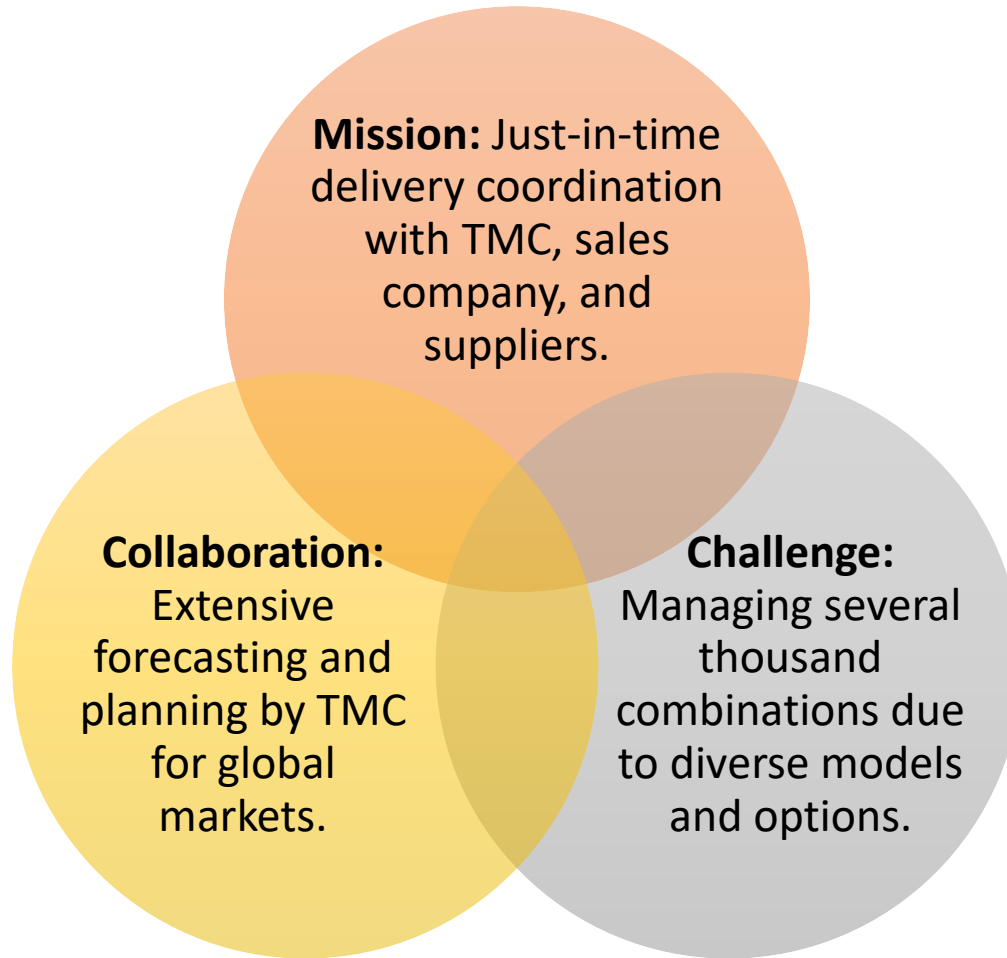 Mission: Just-in-time
delivery coordination
with TMC, sales
company, and
suppliers.
Collaboration:
Extensive
forecasting and
planning by TMC
for global
markets.
Challenge:
Managing several
thousand
combinations due
to diverse models
and options.